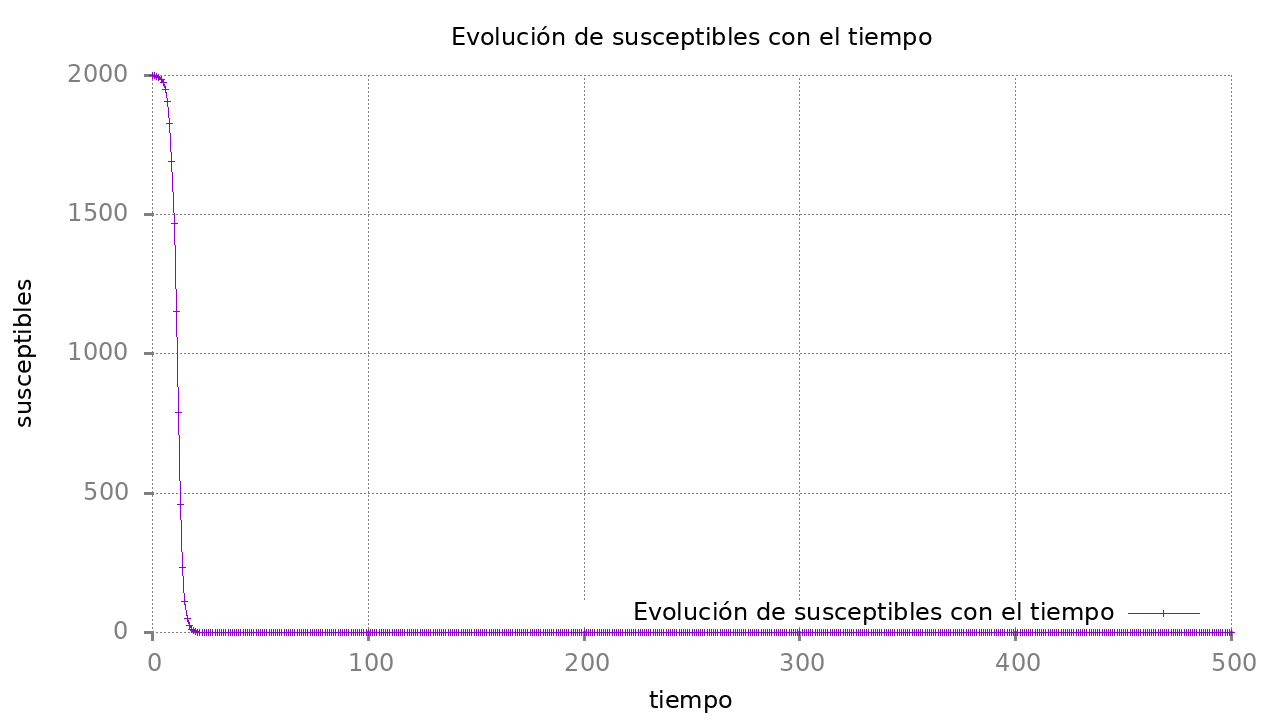 Evolución de susceptibles con el tiempo
2000
1500
1000
500
0
susceptibles
Evolución de susceptibles con el tiempo
0 100 200 300 400 500
tiempo